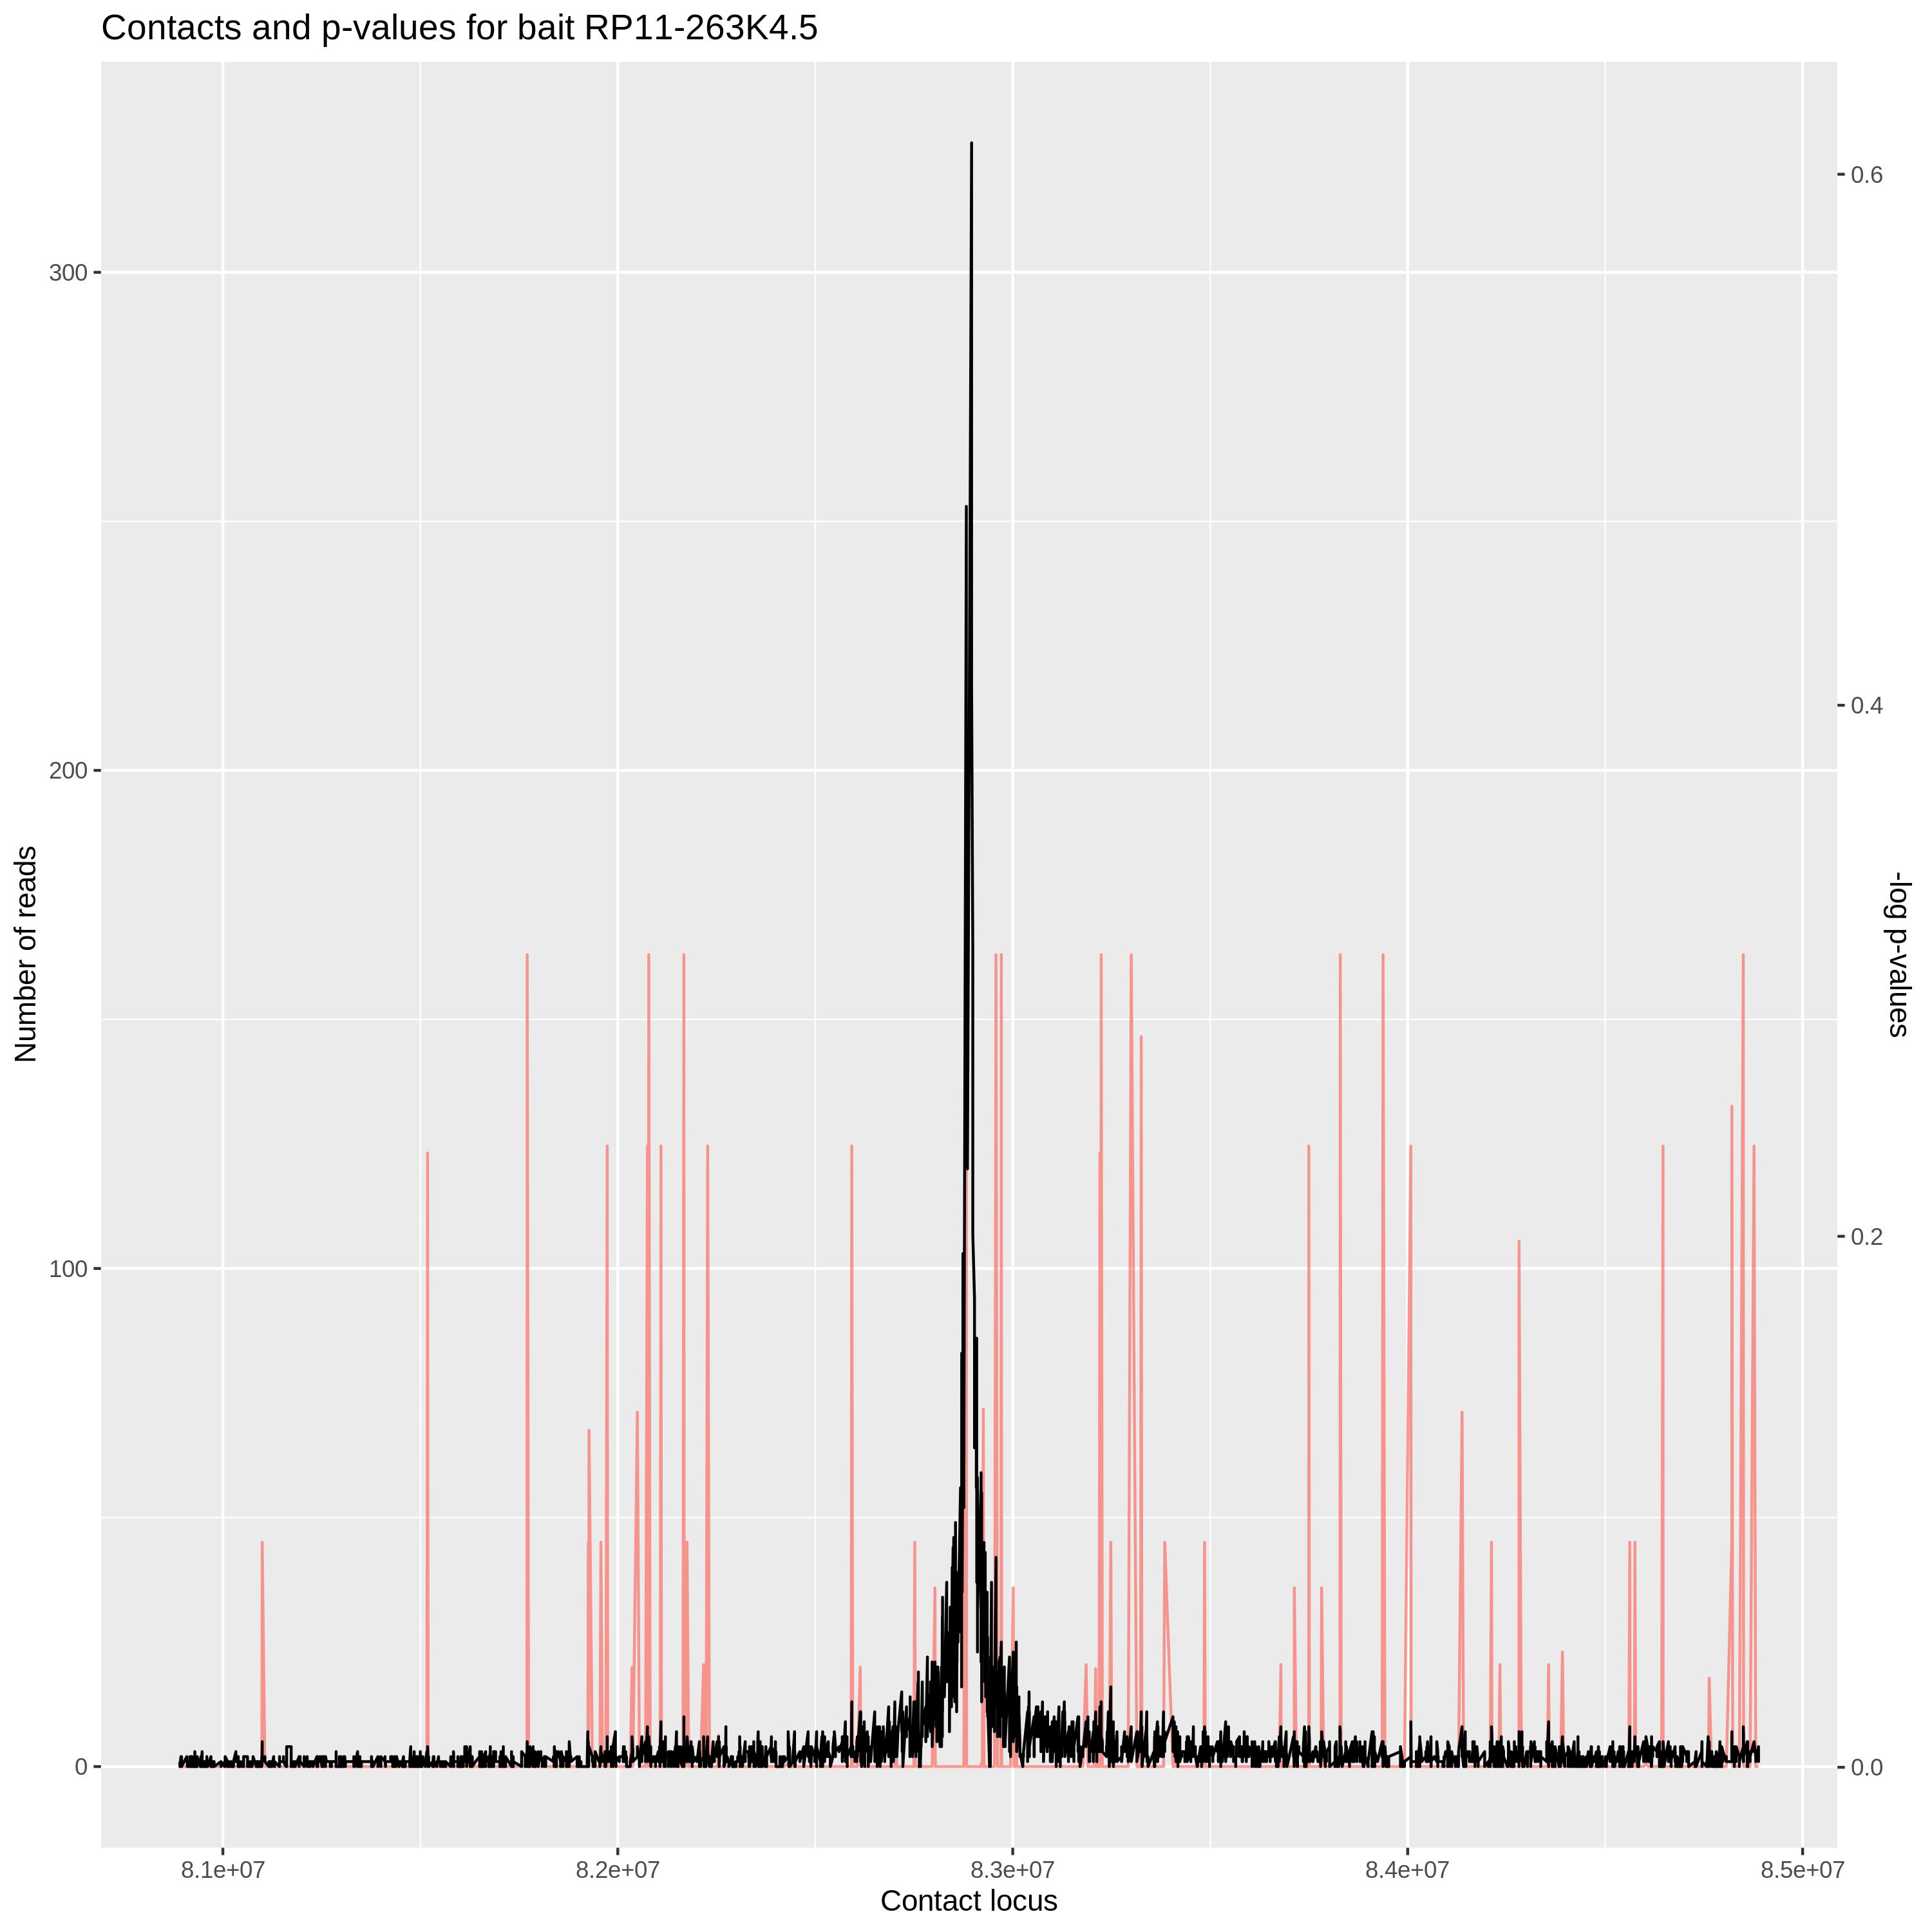 Contacts and p-values for bait RP11-263K4.5
300
200
100
0
Number of reads
0.6
0.4
0.2
0.0
-log p-values
8.1e+07 8.2e+07 8.3e+07 8.4e+07 8.5e+07
Contact locus